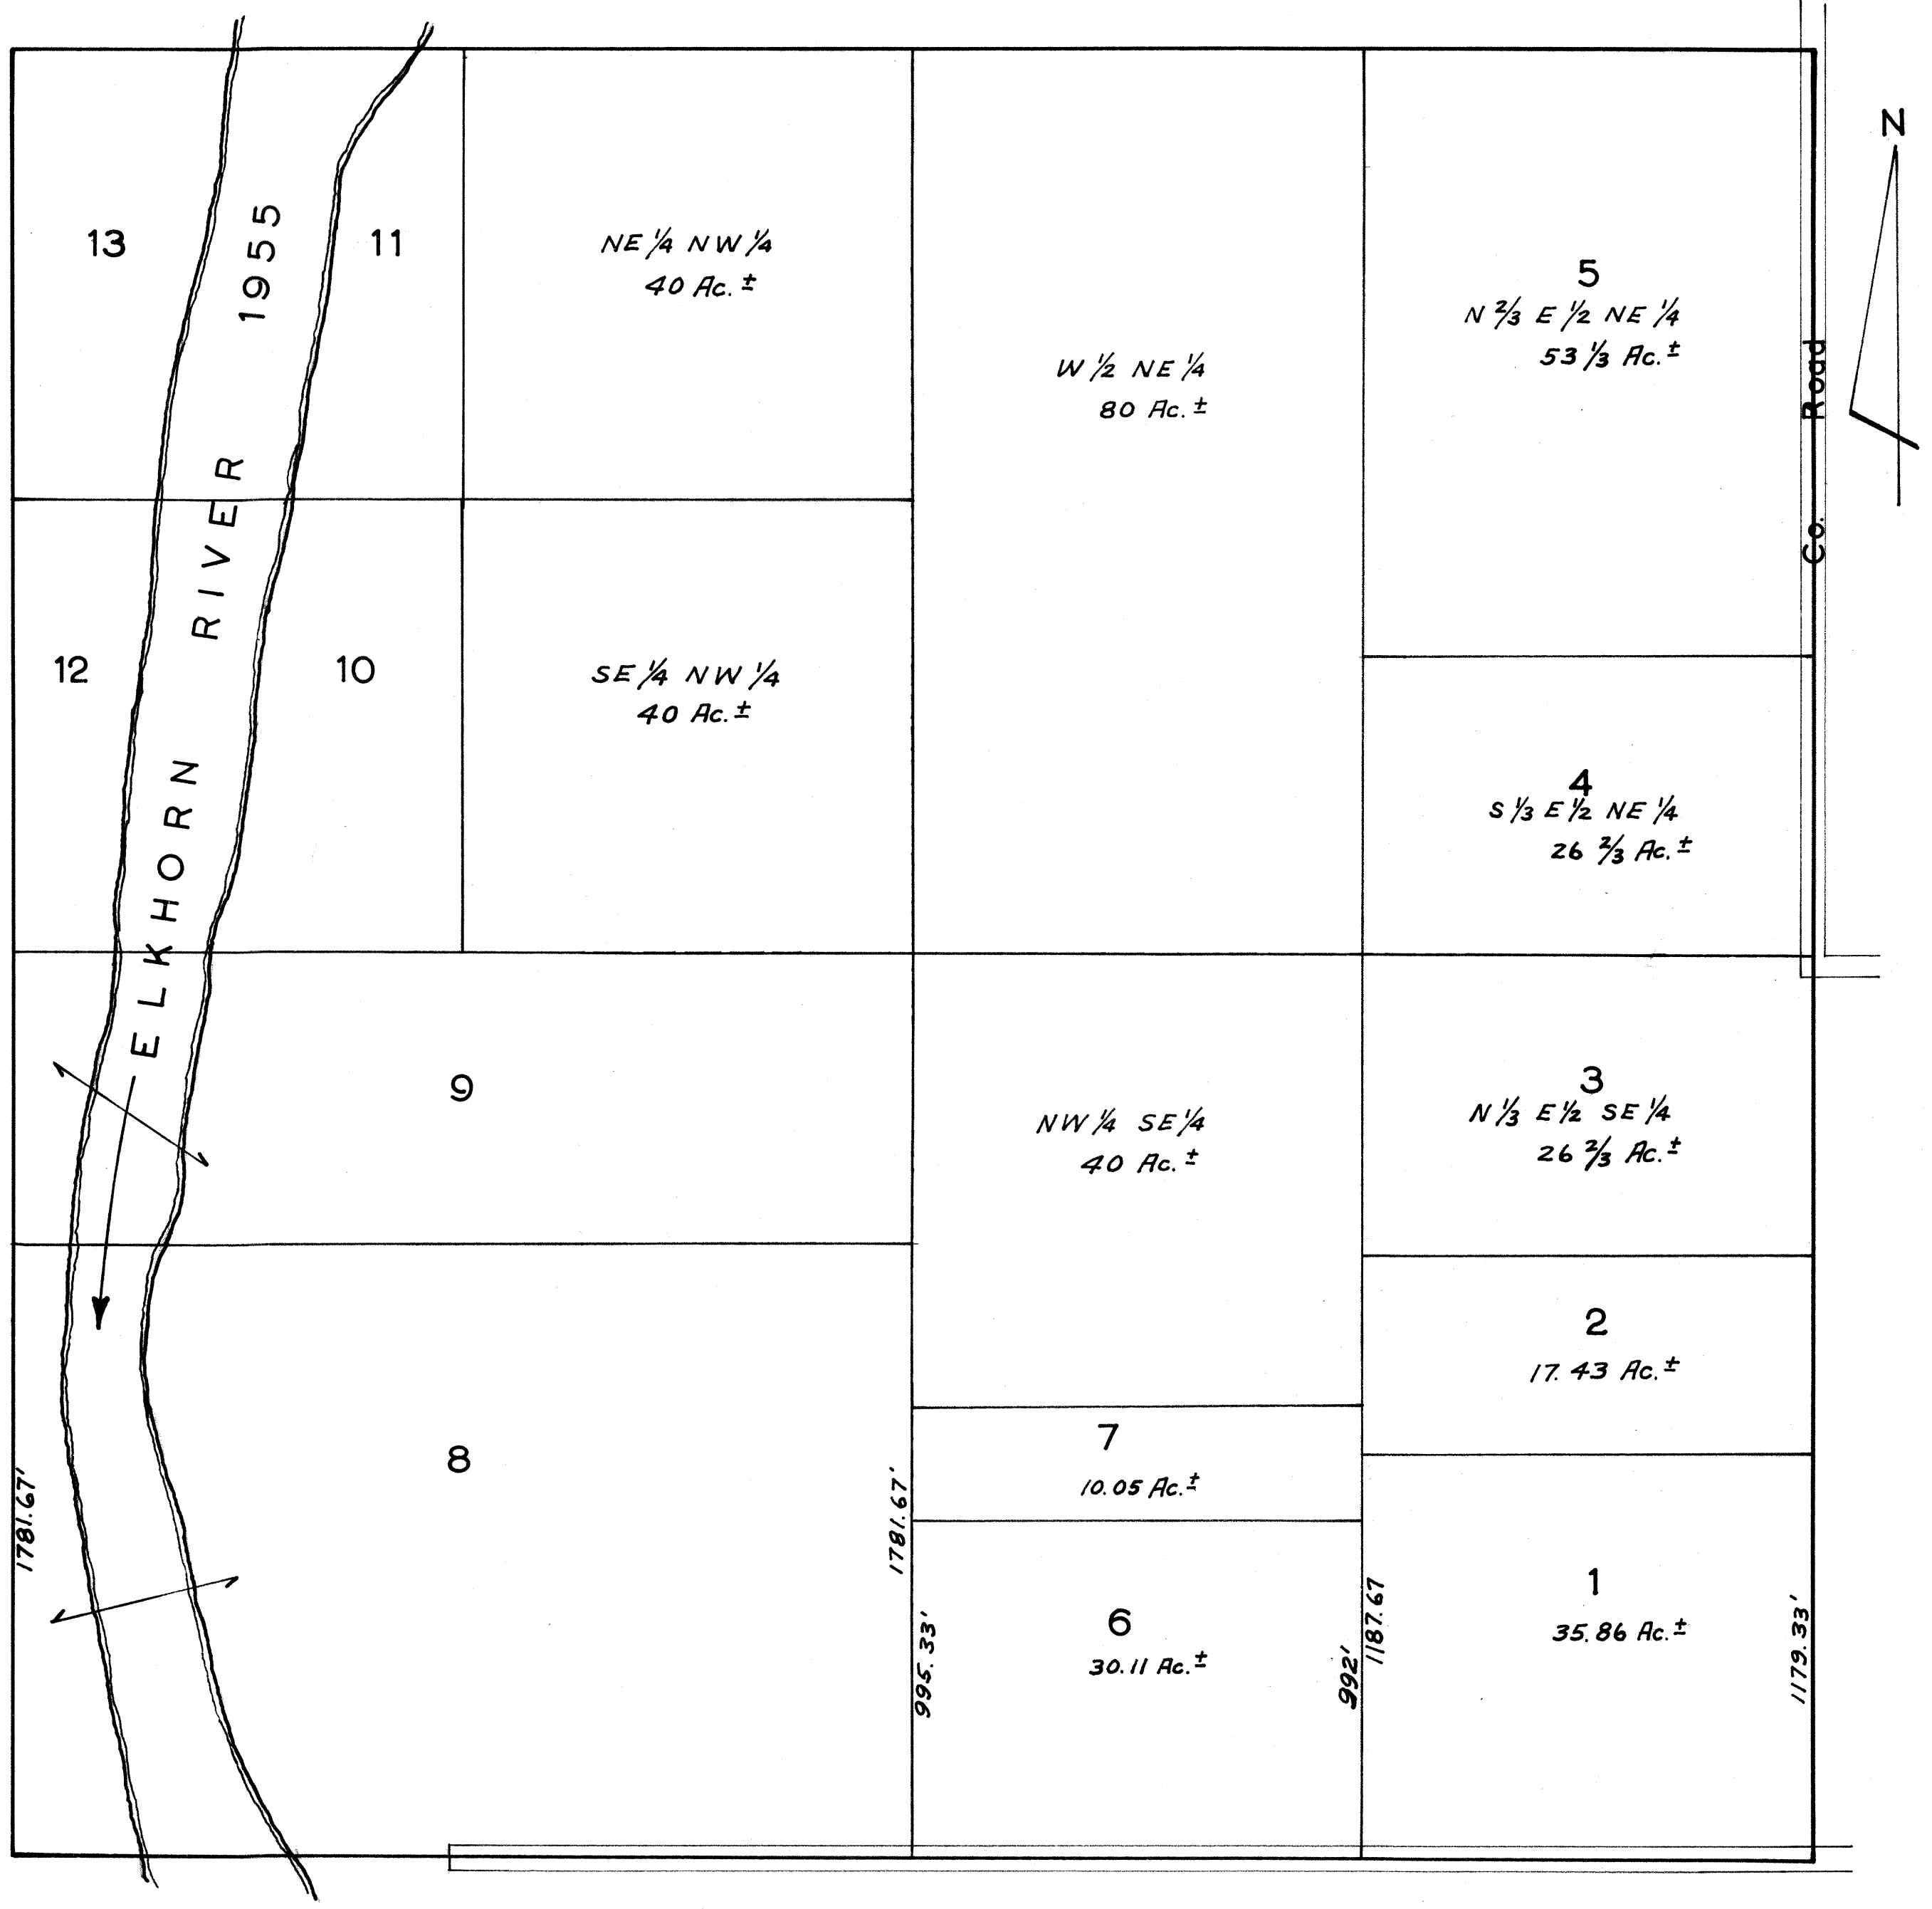 N
13
1955
11
NE 1/4 NW 1/4
40 Ac. ±
W 1/2 NE 1/4
80 Ac. ±
5
N 2/3 E 1/2 NE 1/4
53 1/3 Ac. ±
Co. Road
ELKHORN RIVER
12
10
SE 1/4 NW 1/4
40 Ac. ±
4
S 1/3 E 1/2 NE 1/4
26 2/3 Ac. ±
9
NW 1/4 SE 1/4
40 Ac. ±
3
N 1/3 E 1/2 SE 1/4
26 2/3 Ac. ±
2
17.43 Ac. ±
7
10.05 Ac. ±
8
1781.67'
1781.67'
6
30.11 Ac. ±
995.33'
992'
1187.67
1
35.86 Ac. ±
1179.33'